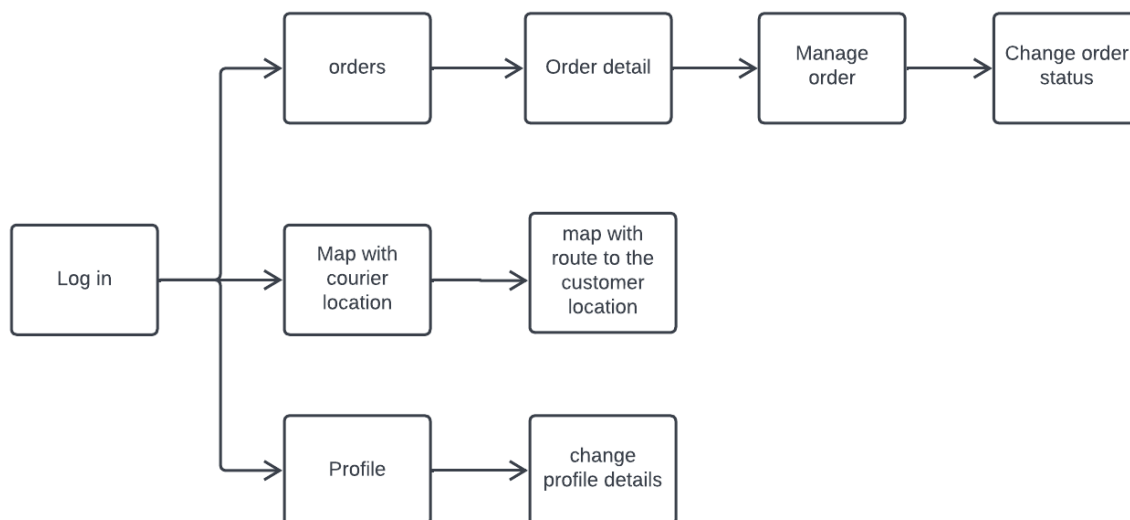 orders
Order detail
Manage
order
Change order
status
Log in
Map with
courier
location
map with
route to the
customer
location
Profile
change
profile details